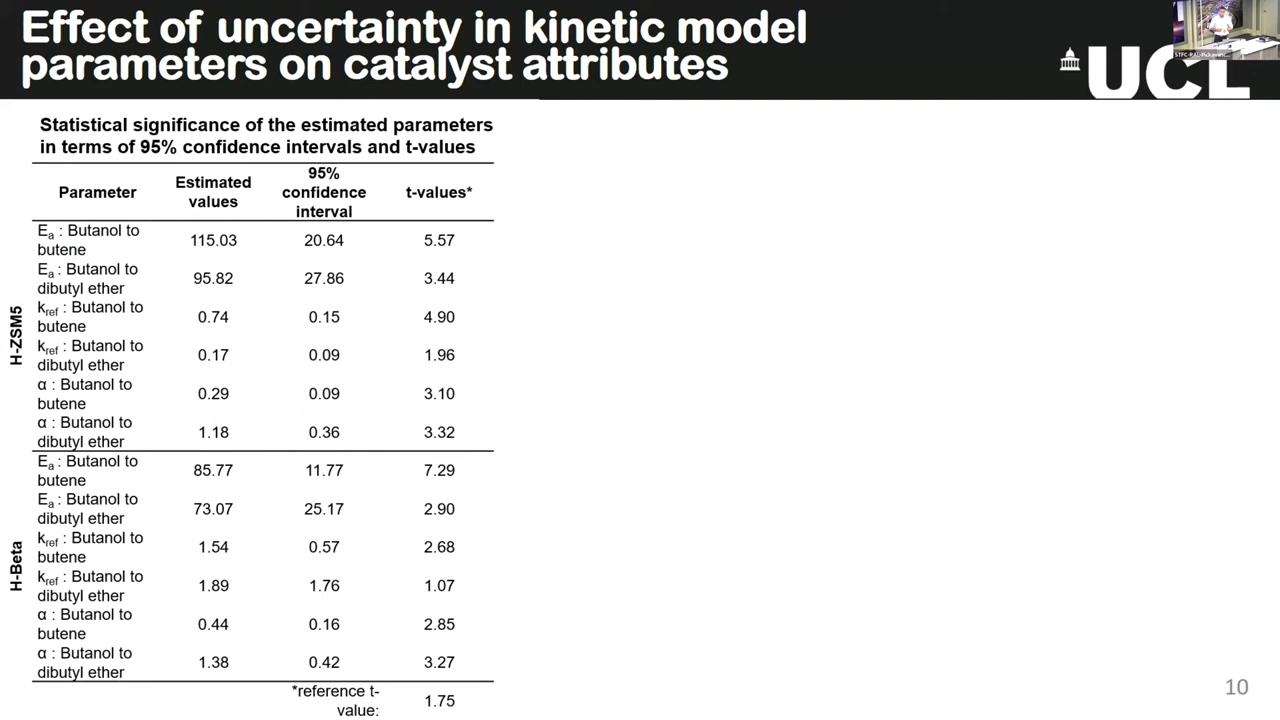 Effect of uncertainty in kinetic model
parameters on catalyst attributes
UCL
Statistical significance of the estimated parameters
in terms of 95% confidence intervals and t-values
Parameter
Estimated
values
95%
confidence
interval
t-values*
H-ZSM5
Ea : Butanol to
butene
115.03 20.64 5.57
Ea : Butanol to
dibutyl ether
95.82 27.86 3.44
kref : Butanol to
butene
0.74 0.15 4.90
kref : Butanol to
dibutyl ether
0.17 0.09 1.96
α : Butanol to
butene
0.29 0.09 3.10
α : Butanol to
dibutyl ether
1.18 0.36 3.32
H-Beta
Ea : Butanol to
butene
85.77 11.77 7.29
Ea : Butanol to
dibutyl ether
73.07 25.17 2.90
kref : Butanol to
butene
1.54 0.57 2.68
kref : Butanol to
dibutyl ether
1.89 1.76 1.07
α : Butanol to
butene
0.44 0.16 2.85
α : Butanol to
dibutyl ether
1.38 0.42 3.27
*reference t-
value:
1.75
10